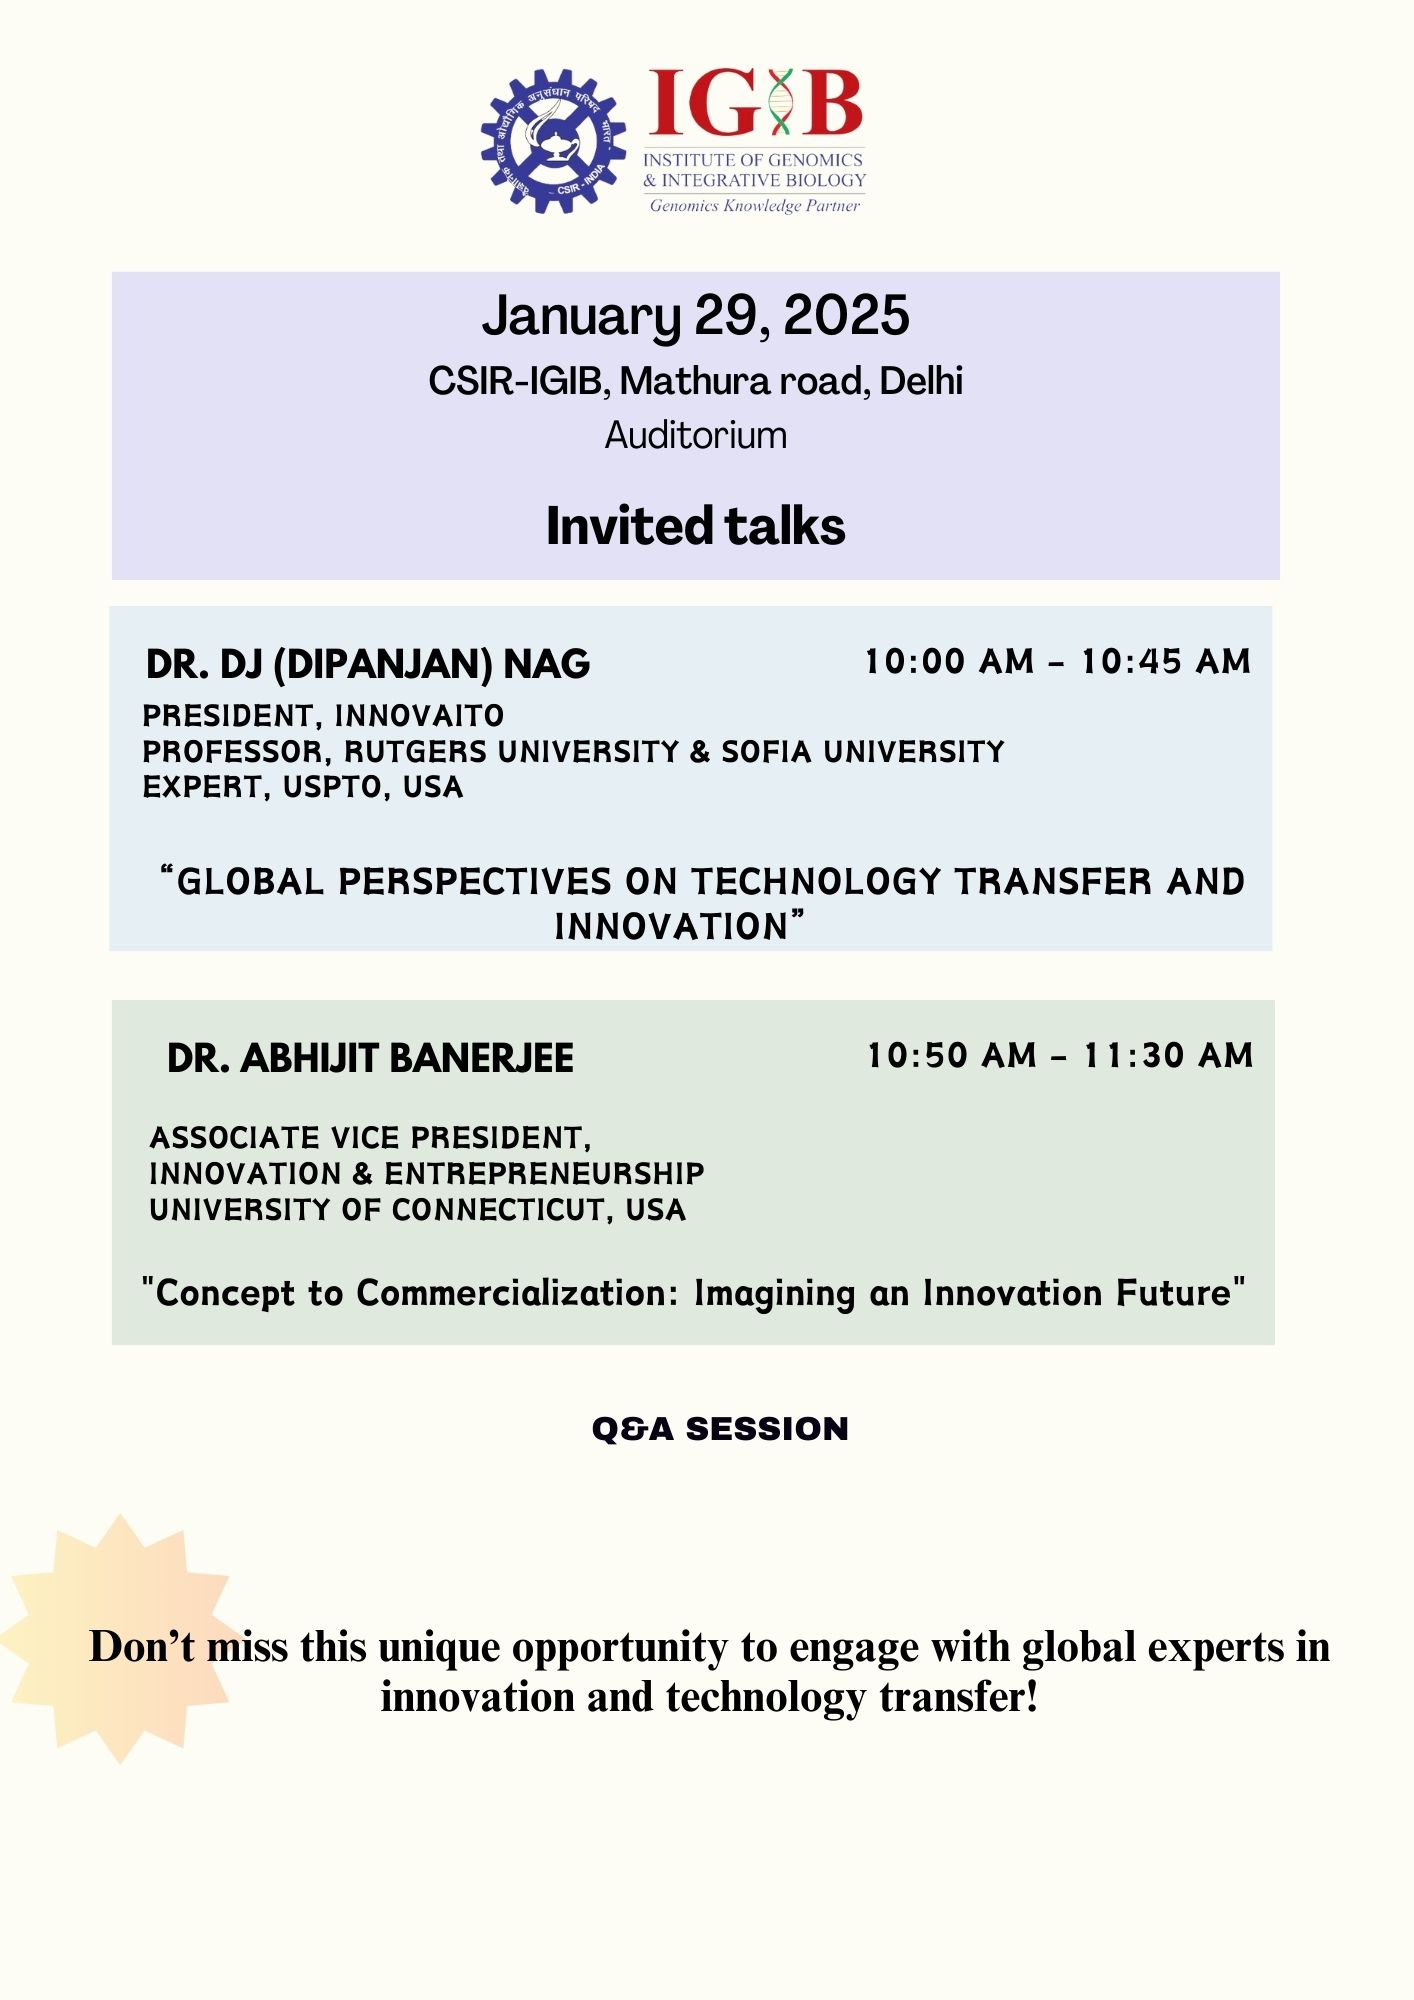 वैज्ञानिक तथा औद्योगिक अनुसंधान परिषद भारत
CSIR - INDIA
IGIB
INSTITUTE OF GENOMICS
& INTEGRATIVE BIOLOGY
Genomics Knowledge Partner
January 29, 2025
CSIR-IGIB, Mathura road, Delhi
Auditorium
Invited talks
DR. DJ (DIPANJAN) NAG
10:00 AM – 10:45 AM
PRESIDENT, INNOVAITO
PROFESSOR, RUTGERS UNIVERSITY & SOFIA UNIVERSITY
EXPERT, USPTO, USA
“GLOBAL PERSPECTIVES ON TECHNOLOGY TRANSFER AND
INNOVATION”
DR. ABHIJIT BANERJEE
10:50 AM – 11:30 AM
ASSOCIATE VICE PRESIDENT,
INNOVATION & ENTREPRENEURSHIP
UNIVERSITY OF CONNECTICUT, USA
"Concept to Commercialization: Imagining an Innovation Future"
Q&A SESSION
Don’t miss this unique opportunity to engage with global experts in
innovation and technology transfer!